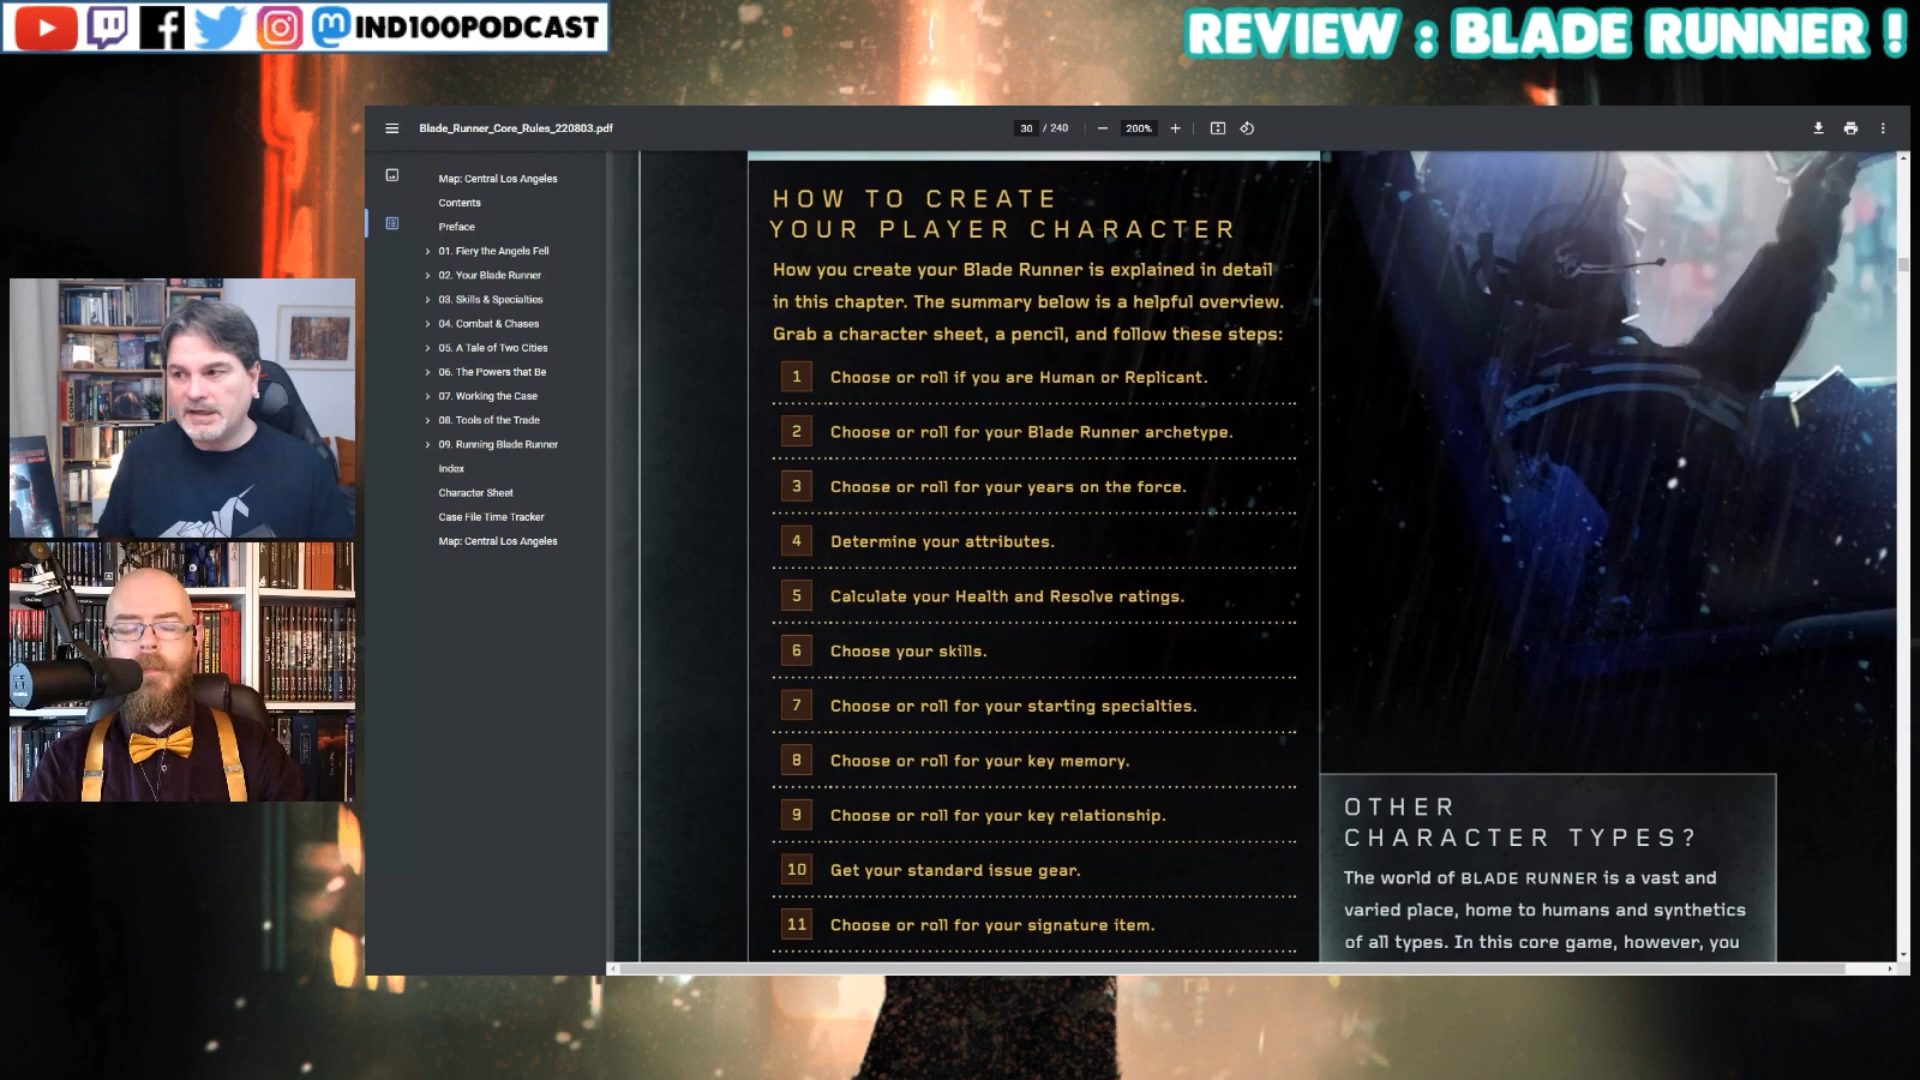 IND100PODCAST
REVIEW : BLADE RUNNER !
Blade_Runner_Core_Rules_220803.pdf
30 / 240
200%
Map: Central Los Angeles
Contents
Preface
01. Fiery the Angels Fell
02. Your Blade Runner
03. Skills & Specialties
04. Combat & Chases
05. A Tale of Two Cities
06. The Powers that Be
07. Working the Case
08. Tools of the Trade
09. Running Blade Runner
Index
Character Sheet
Case File Time Tracker
Map: Central Los Angeles
HOW TO CREATE
YOUR PLAYER CHARACTER
How you create your Blade Runner is explained in detail
in this chapter. The summary below is a helpful overview.
Grab a character sheet, a pencil, and follow these steps:
1 Choose or roll if you are Human or Replicant.
2 Choose or roll for your Blade Runner archetype.
3 Choose or roll for your years on the force.
4 Determine your attributes.
5 Calculate your Health and Resolve ratings.
6 Choose your skills.
7 Choose or roll for your starting specialties.
8 Choose or roll for your key memory.
9 Choose or roll for your key relationship.
10 Get your standard issue gear.
11 Choose or roll for your signature item.
OTHER
CHARACTER TYPES?
The world of BLADE RUNNER is a vast and
varied place, home to humans and synthetics
of all types. In this core game, however, you